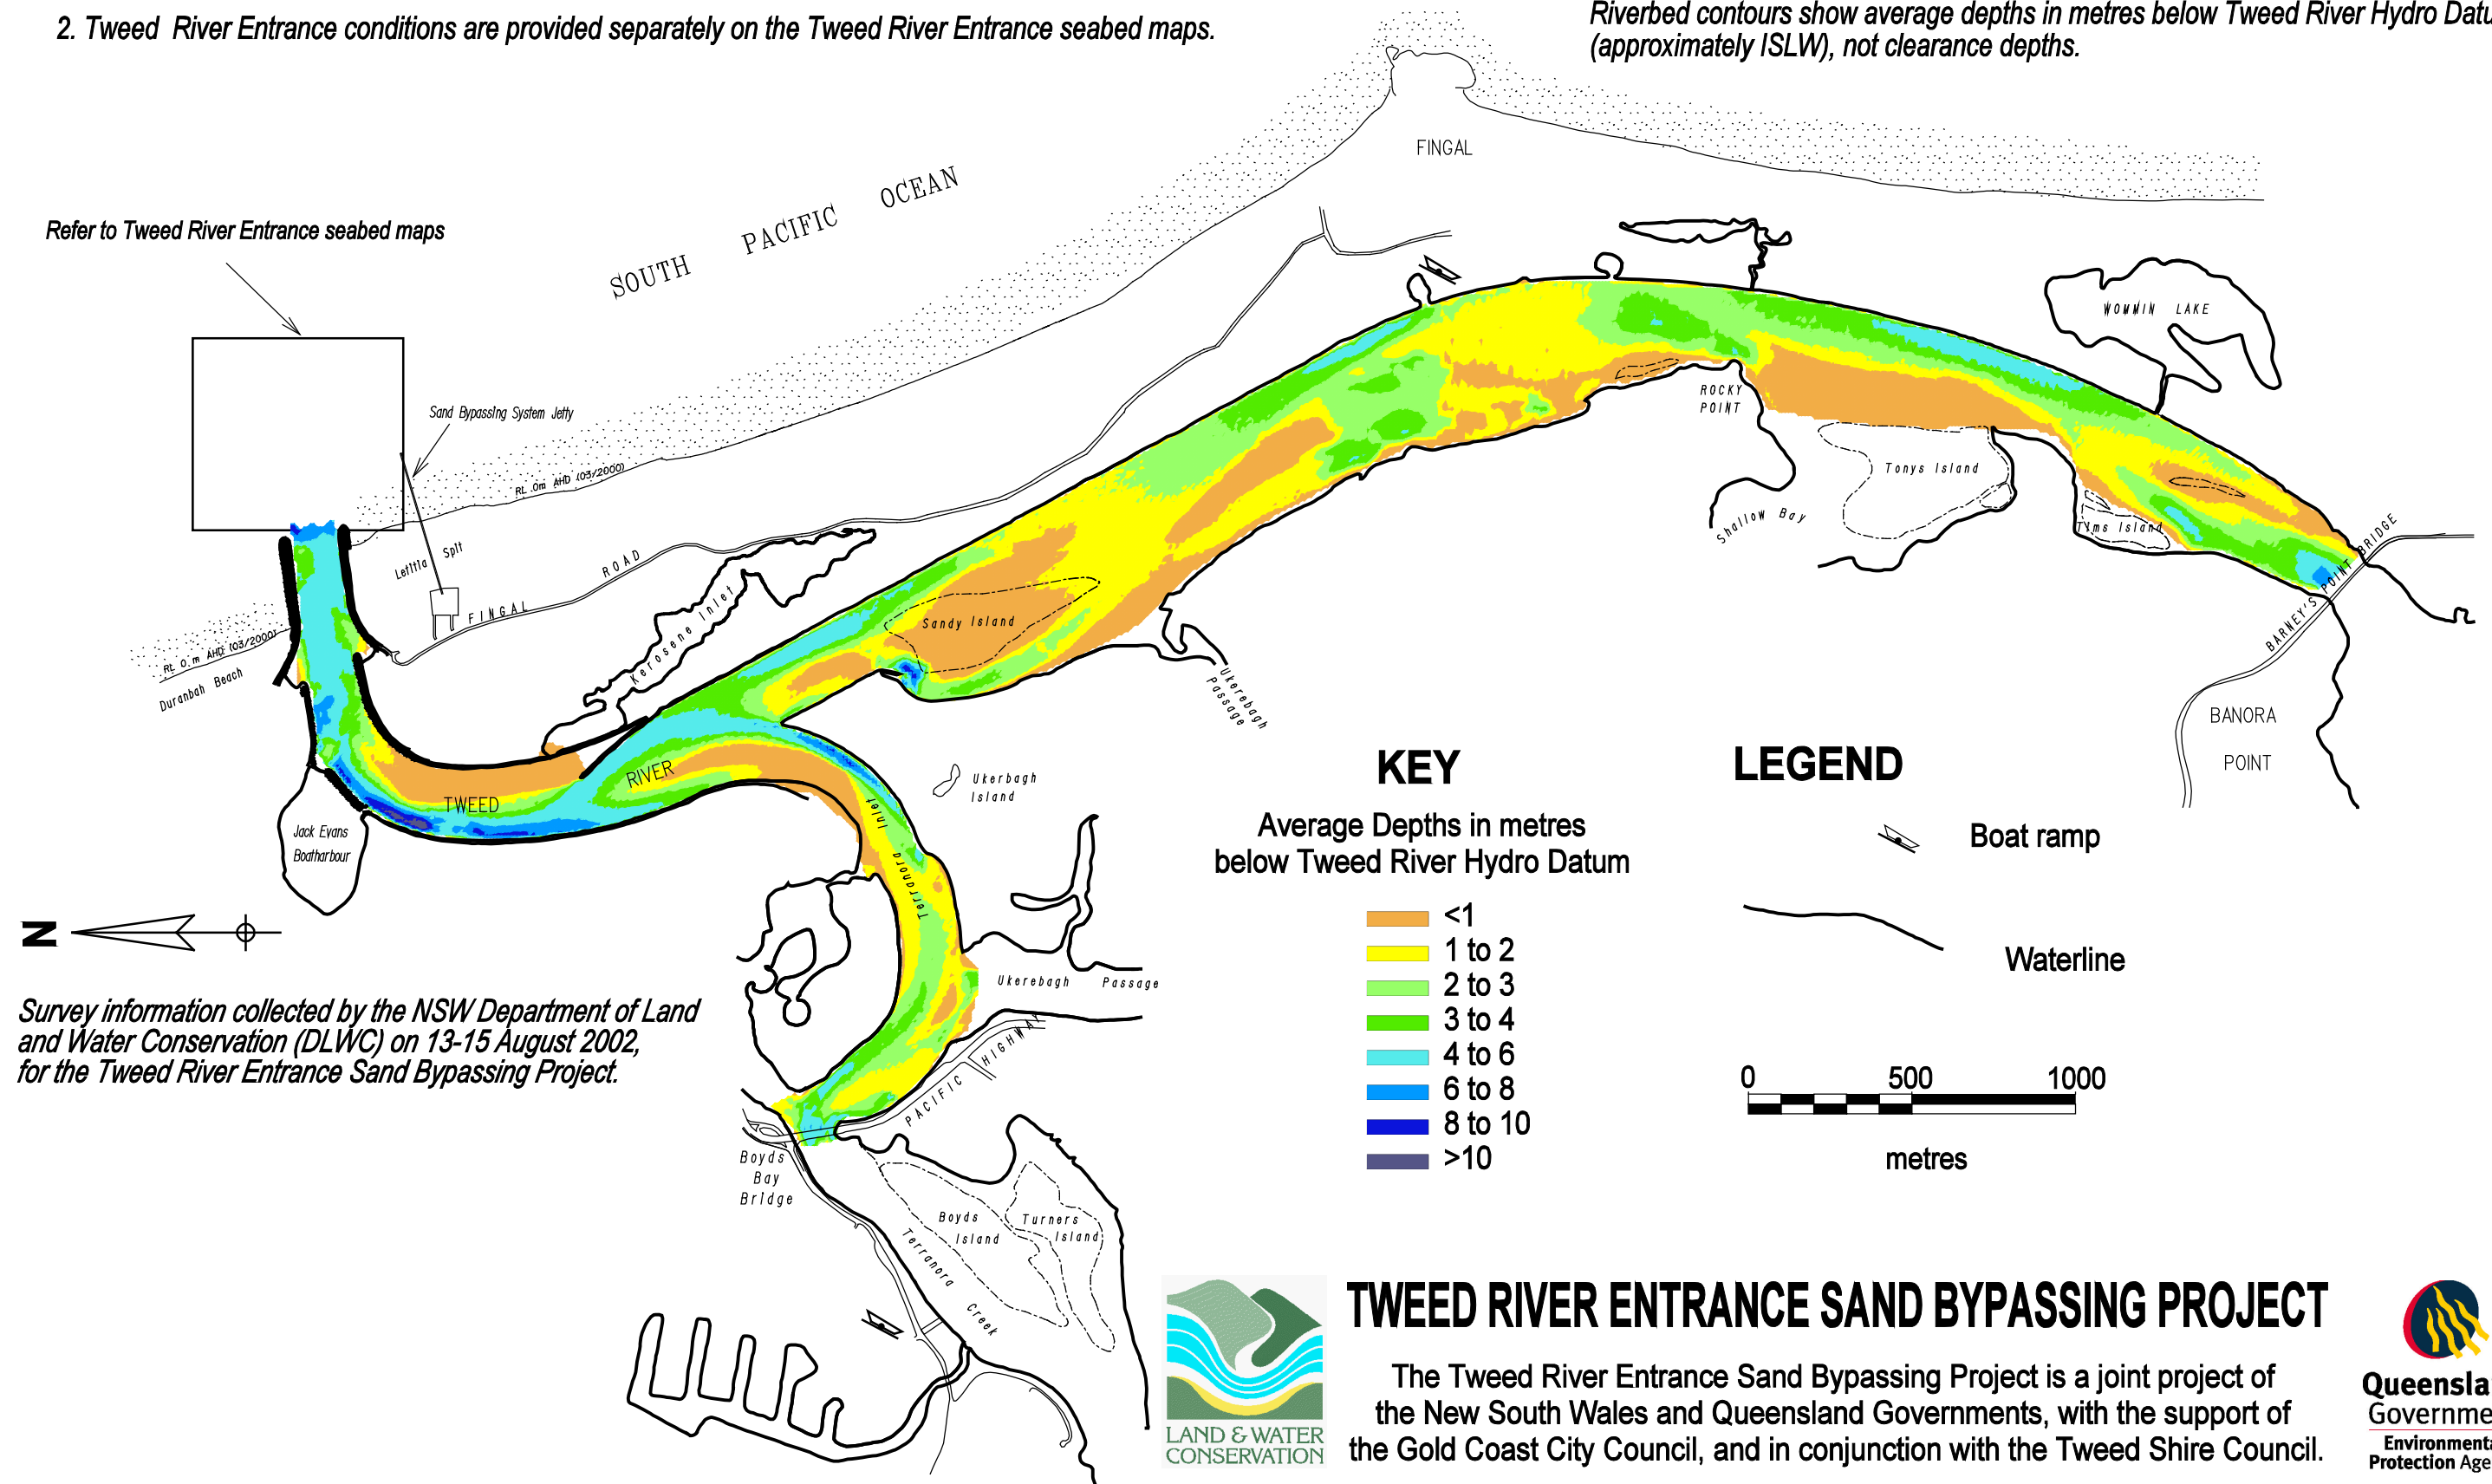 2. Tweed River Entrance conditions are provided separately on the Tweed River Entrance seabed maps.
Riverbed contours show average depths in metres below Tweed River Hydro Datu
(approximately ISLW), not clearance depths.
FINGAL
SOUTH PACIFIC OCEAN
Refer to Tweed River Entrance seabed maps
WOMMIN LAKE
Sand Bypassing System Jetty
ROCKY
POINT
RL 0m AHD (03/2000)
Tonys Island
Shallow Bay
Tims Island
BARNEY'S POINT BRIDGE
Letitia Spit
FINGAL ROAD
Kerosene Inlet
Sandy Island
RL 0.m AHD (03/2000)
Duranbah Beach
Ukerebagh
Passage
BANORA
POINT
TWEED RIVER
Ukerbagh
Island
Jack Evans
Boatharbour
Terranora Inlet
KEY
Average Depths in metres
below Tweed River Hydro Datum
<1
1 to 2
2 to 3
3 to 4
4 to 6
6 to 8
8 to 10
>10
LEGEND
Boat ramp
Waterline
0 500 1000
metres
N
Ukerebagh Passage
PACIFIC HIGHWAY
Survey information collected by the NSW Department of Land
and Water Conservation (DLWC) on 13-15 August 2002,
for the Tweed River Entrance Sand Bypassing Project.
Boyds
Bay
Bridge
Boyds
Island
Turners
Island
Terranora Creek
LAND & WATER
CONSERVATION
TWEED RIVER ENTRANCE SAND BYPASSING PROJECT
The Tweed River Entrance Sand Bypassing Project is a joint project of
the New South Wales and Queensland Governments, with the support of
the Gold Coast City Council, and in conjunction with the Tweed Shire Council.
Queensla
Governme
Environmenta
Protection Age